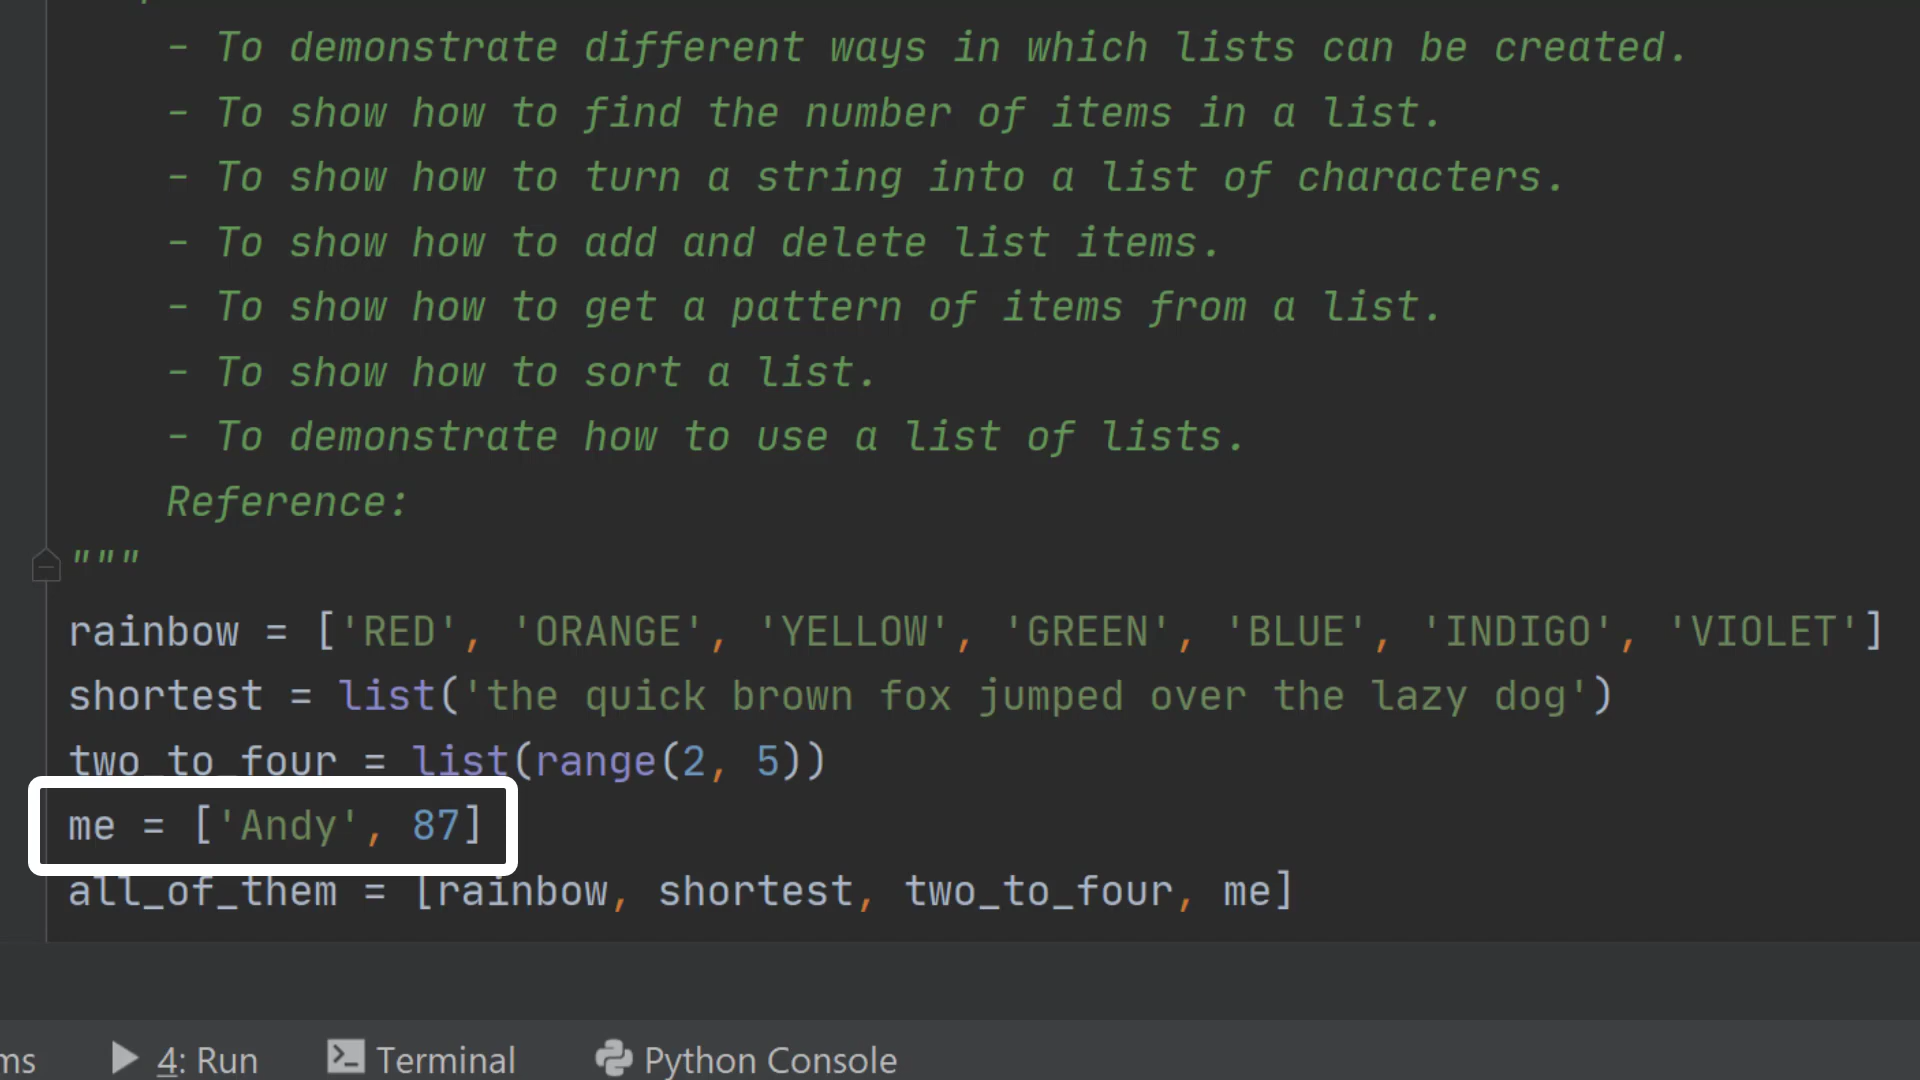 - To demonstrate different ways in which lists can be created.
- To show how to find the number of items in a list.
- To show how to turn a string into a list of characters.
- To show how to add and delete list items.
- To show how to get a pattern of items from a list.
- To show how to sort a list.
- To demonstrate how to use a list of lists.
Reference:
"""
rainbow = ['RED', 'ORANGE', 'YELLOW', 'GREEN', 'BLUE', 'INDIGO', 'VIOLET']
shortest = list('the quick brown fox jumped over the lazy dog')
two_to_four = list(range(2, 5))
me = ['Andy', 87]
all_of_them = [rainbow, shortest, two_to_four, me]
4: Run Terminal Python Console